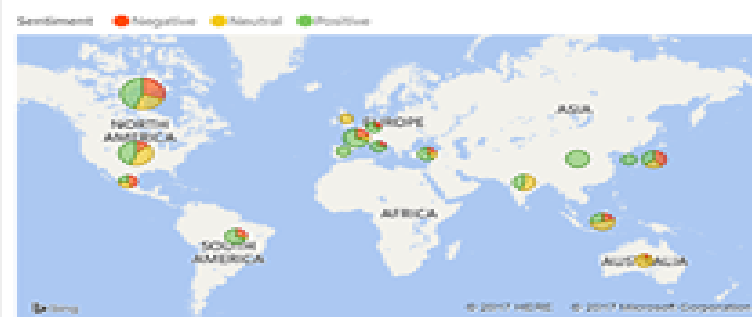 Sentiment Negative Neutral Positive
ASIA
EUROPE
NORTH
AMERICA
AFRICA
SOUTH
AMERICA
AUSTRALIA
Bing © 2017 HERE © 2017 Microsoft Corporation